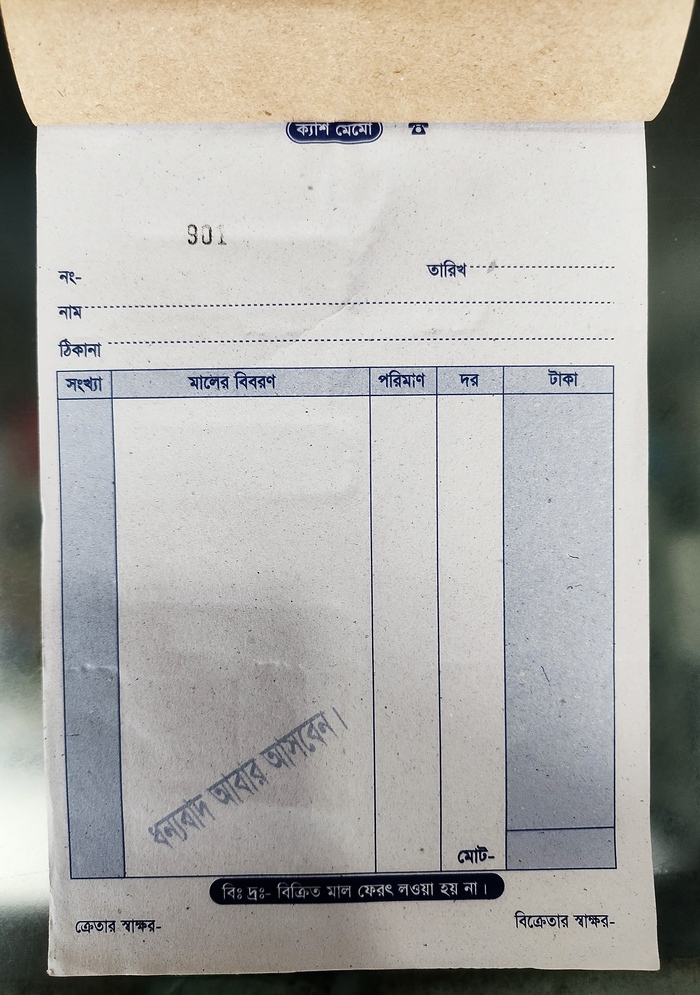 ক্যাশ মেমো ☎
901
নং-
তারিখ
নাম
ঠিকানা
সংখ্যা মালের বিবরণ পরিমাণ দর টাকা
ধন্যবাদ আবার আসবেন।
মোট-
বিঃ দ্রঃ- বিক্রিত মাল ফেরৎ লওয়া হয় না।
ক্রেতার স্বাক্ষর- বিক্রেতার স্বাক্ষর-